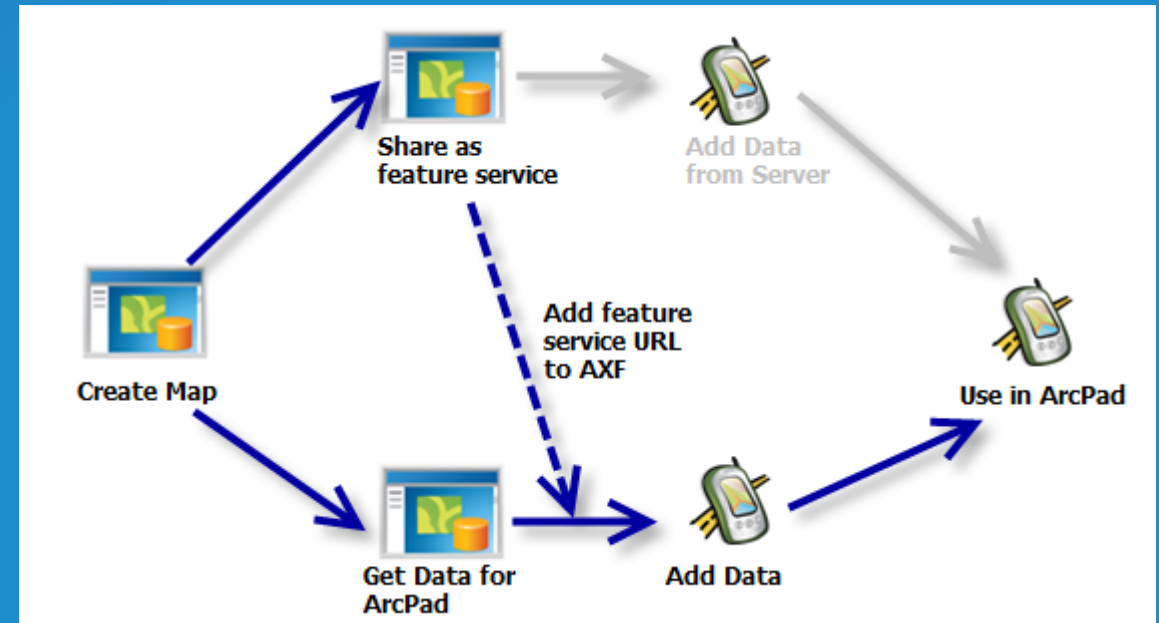 Share as
feature service
Add Data
from Server
Add feature
service URL
to AXF
Create Map
Use in ArcPad
Get Data for
ArcPad
Add Data